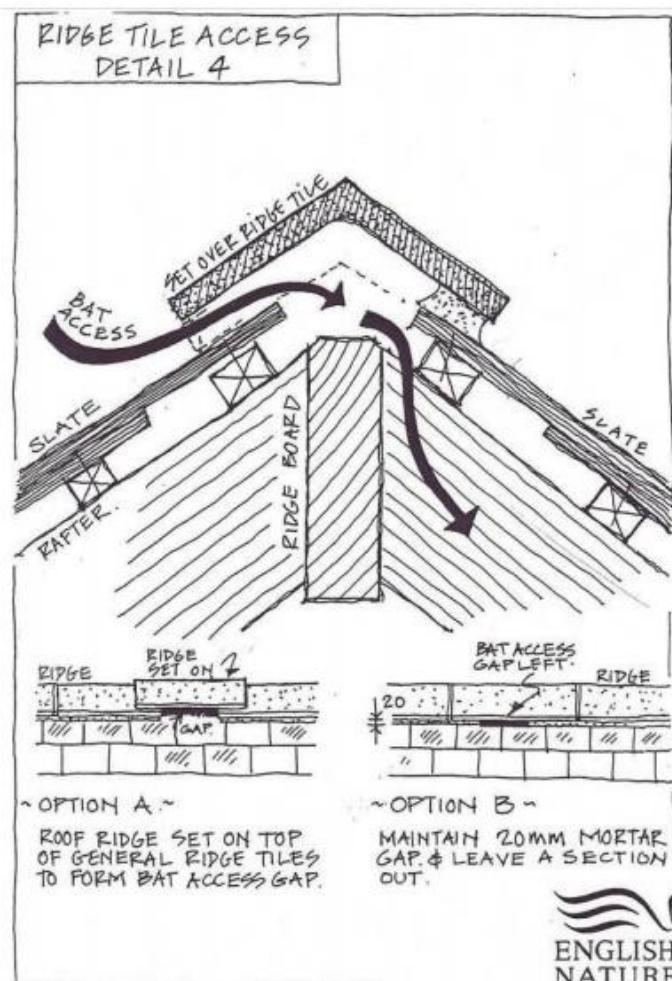 RIDGE TILE ACCESS
DETAIL 4
SET OVER RIDGE TILE
BAT
ACCESS
SLATE
RAFTER.
RIDGE BOARD
SLATE
RIDGE
RIDGE
SET ON
GAP.
BAT ACCESS
GAP LEFT.
RIDGE
20
~ OPTION A. ~
ROOF RIDGE SET ON TOP
OF GENERAL RIDGE TILES
TO FORM BAT ACCESS GAP.
~ OPTION B ~
MAINTAIN 20mm MORTAR
GAP. & LEAVE A SECTION
OUT.
ENGLISH
NATURE